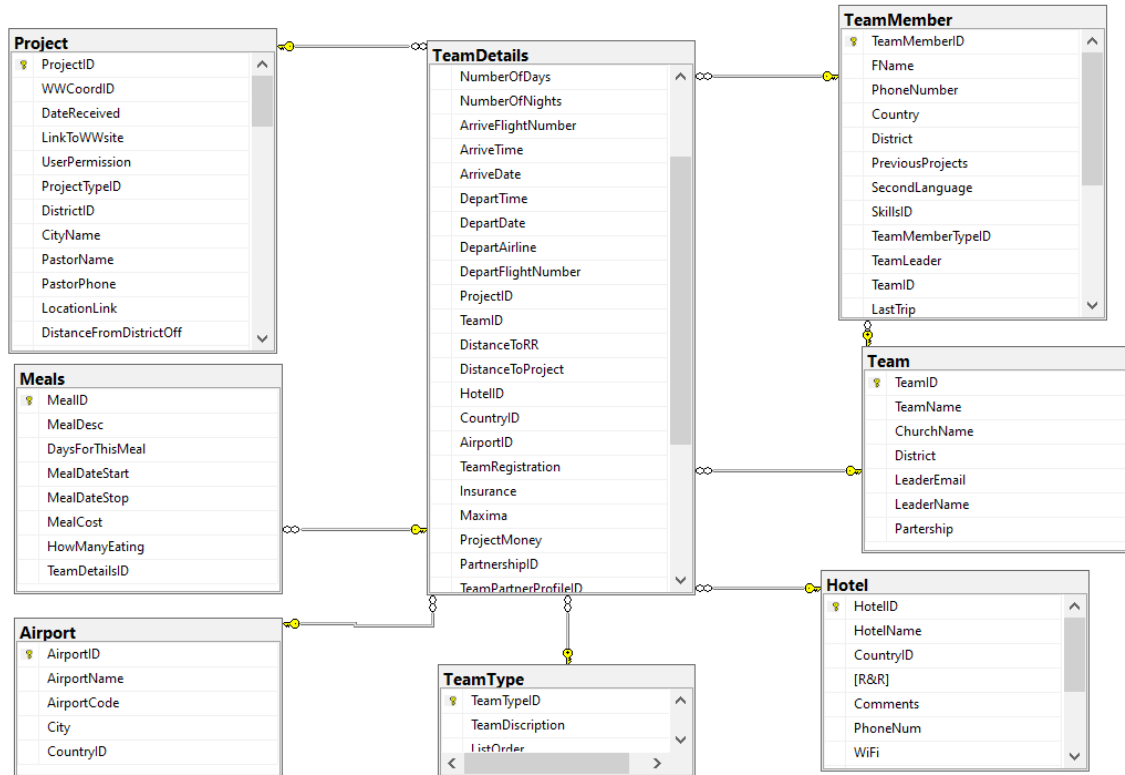 Project
ProjectID
WWCoordID
DateReceived
LinkToWWsite
UserPermission
ProjectTypeID
DistrictID
CityName
PastorName
PastorPhone
LocationLink
DistanceFromDistrictOff
Meals
MealID
MealDesc
DaysForThisMeal
MealDateStart
MealDateStop
MealCost
HowManyEating
TeamDetailsID
Airport
AirportID
AirportName
AirportCode
City
CountryID
TeamDetails
NumberOfDays
NumberOfNights
ArriveFlightNumber
ArriveTime
ArriveDate
DepartTime
DepartDate
DepartAirline
DepartFlightNumber
ProjectID
TeamID
DistanceToRR
DistanceToProject
HotelID
CountryID
AirportID
TeamRegistration
Insurance
Maxima
ProjectMoney
PartnershipID
TeamPartnerProfileID
TeamType
TeamTypeID
TeamDiscription
ListOrder
TeamMember
TeamMemberID
FName
PhoneNumber
Country
District
PreviousProjects
SecondLanguage
SkillsID
TeamMemberTypeID
TeamLeader
TeamID
LastTrip
Team
TeamID
TeamName
ChurchName
District
LeaderEmail
LeaderName
Partership
Hotel
HotelID
HotelName
CountryID
[R&R]
Comments
PhoneNum
WiFi